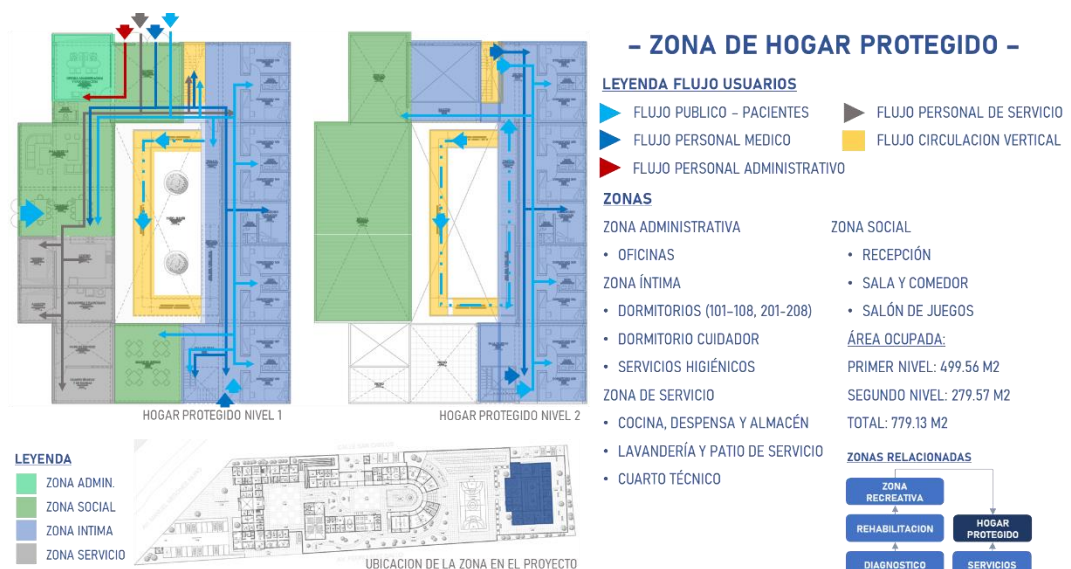 – ZONA DE HOGAR PROTEGIDO –
LEYENDA FLUJO USUARIOS
FLUJO PUBLICO – PACIENTES
FLUJO PERSONAL MEDICO
FLUJO PERSONAL ADMINISTRATIVO
FLUJO PERSONAL DE SERVICIO
FLUJO CIRCULACION VERTICAL
ZONAS
ZONA ADMINISTRATIVA
• OFICINAS
ZONA ÍNTIMA
• DORMITORIOS (101-108, 201-208)
• DORMITORIO CUIDADOR
• SERVICIOS HIGIÉNICOS
ZONA DE SERVICIO
• COCINA, DESPENSA Y ALMACÉN
• LAVANDERÍA Y PATIO DE SERVICIO
• CUARTO TÉCNICO
ZONA SOCIAL
• RECEPCIÓN
• SALA Y COMEDOR
• SALÓN DE JUEGOS
ÁREA OCUPADA:
PRIMER NIVEL: 499.56 M2
SEGUNDO NIVEL: 279.57 M2
TOTAL: 779.13 M2
ZONAS RELACIONADAS
ZONA
RECREATIVA
REHABILITACION
HOGAR
PROTEGIDO
DIAGNOSTICO
SERVICIOS
HOGAR PROTEGIDO NIVEL 1
HOGAR PROTEGIDO NIVEL 2
LEYENDA
ZONA ADMIN.
ZONA SOCIAL
ZONA INTIMA
ZONA SERVICIO
UBICACION DE LA ZONA EN EL PROYECTO